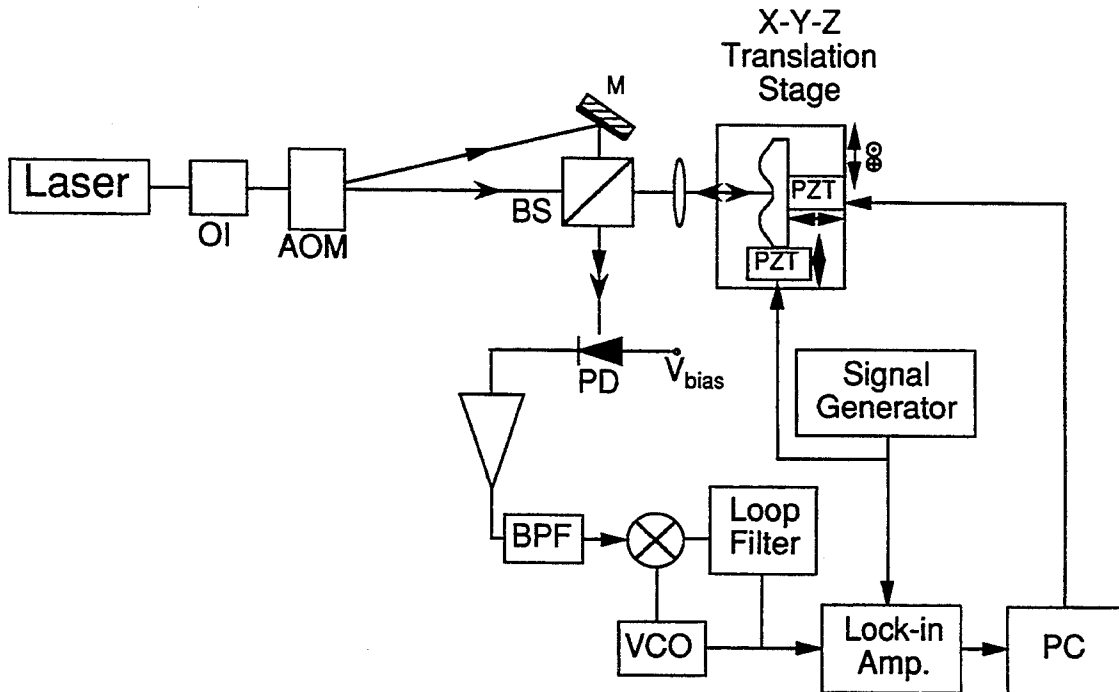 X-Y-Z
Translation
Stage
M
Laser
OI
AOM
BS
PZT
PZT
PD
Vbias
Signal
Generator
BPF
Loop
Filter
VCO
Lock-in
Amp.
PC